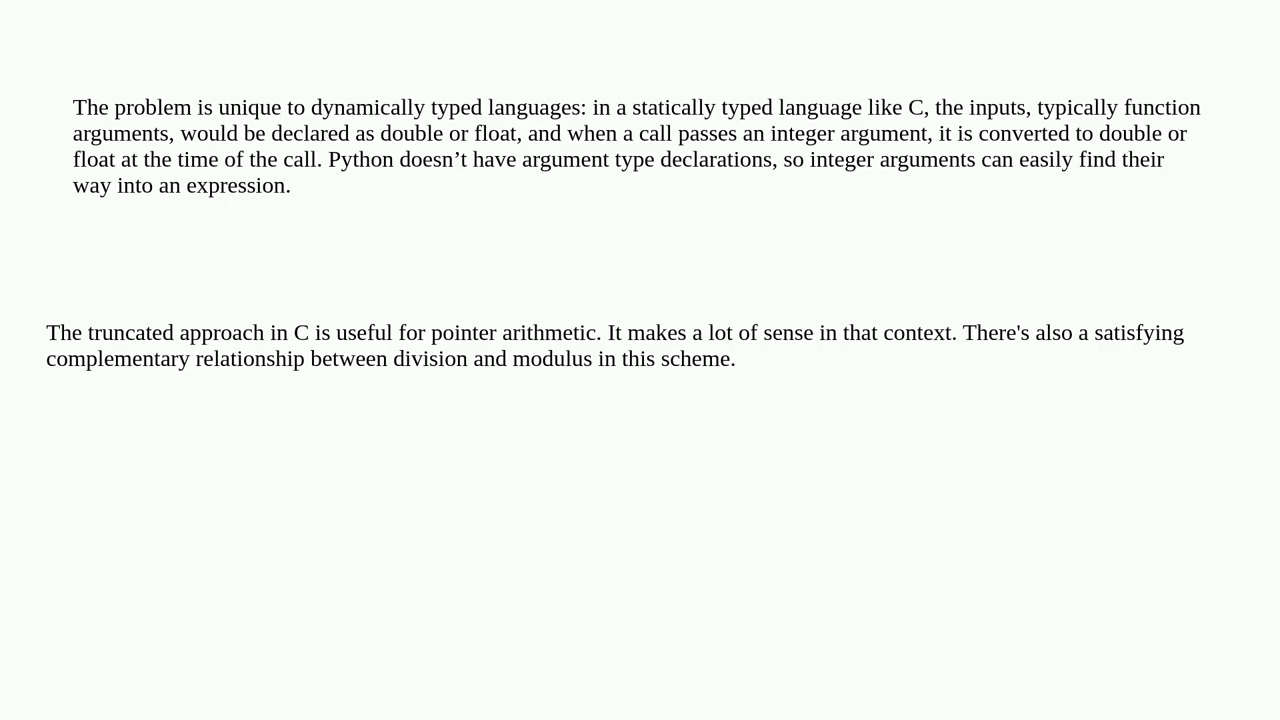 The problem is unique to dynamically typed languages: in a statically typed language like C, the inputs, typically function
arguments, would be declared as double or float, and when a call passes an integer argument, it is converted to double or
float at the time of the call. Python doesn’t have argument type declarations, so integer arguments can easily find their
way into an expression.
The truncated approach in C is useful for pointer arithmetic. It makes a lot of sense in that context. There's also a satisfying
complementary relationship between division and modulus in this scheme.